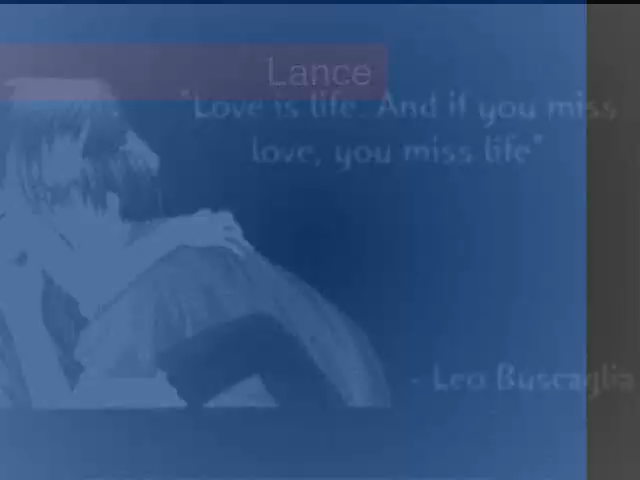 Lance
"Love is life. And if you miss
love, you miss life"
- Leo Buscaglia